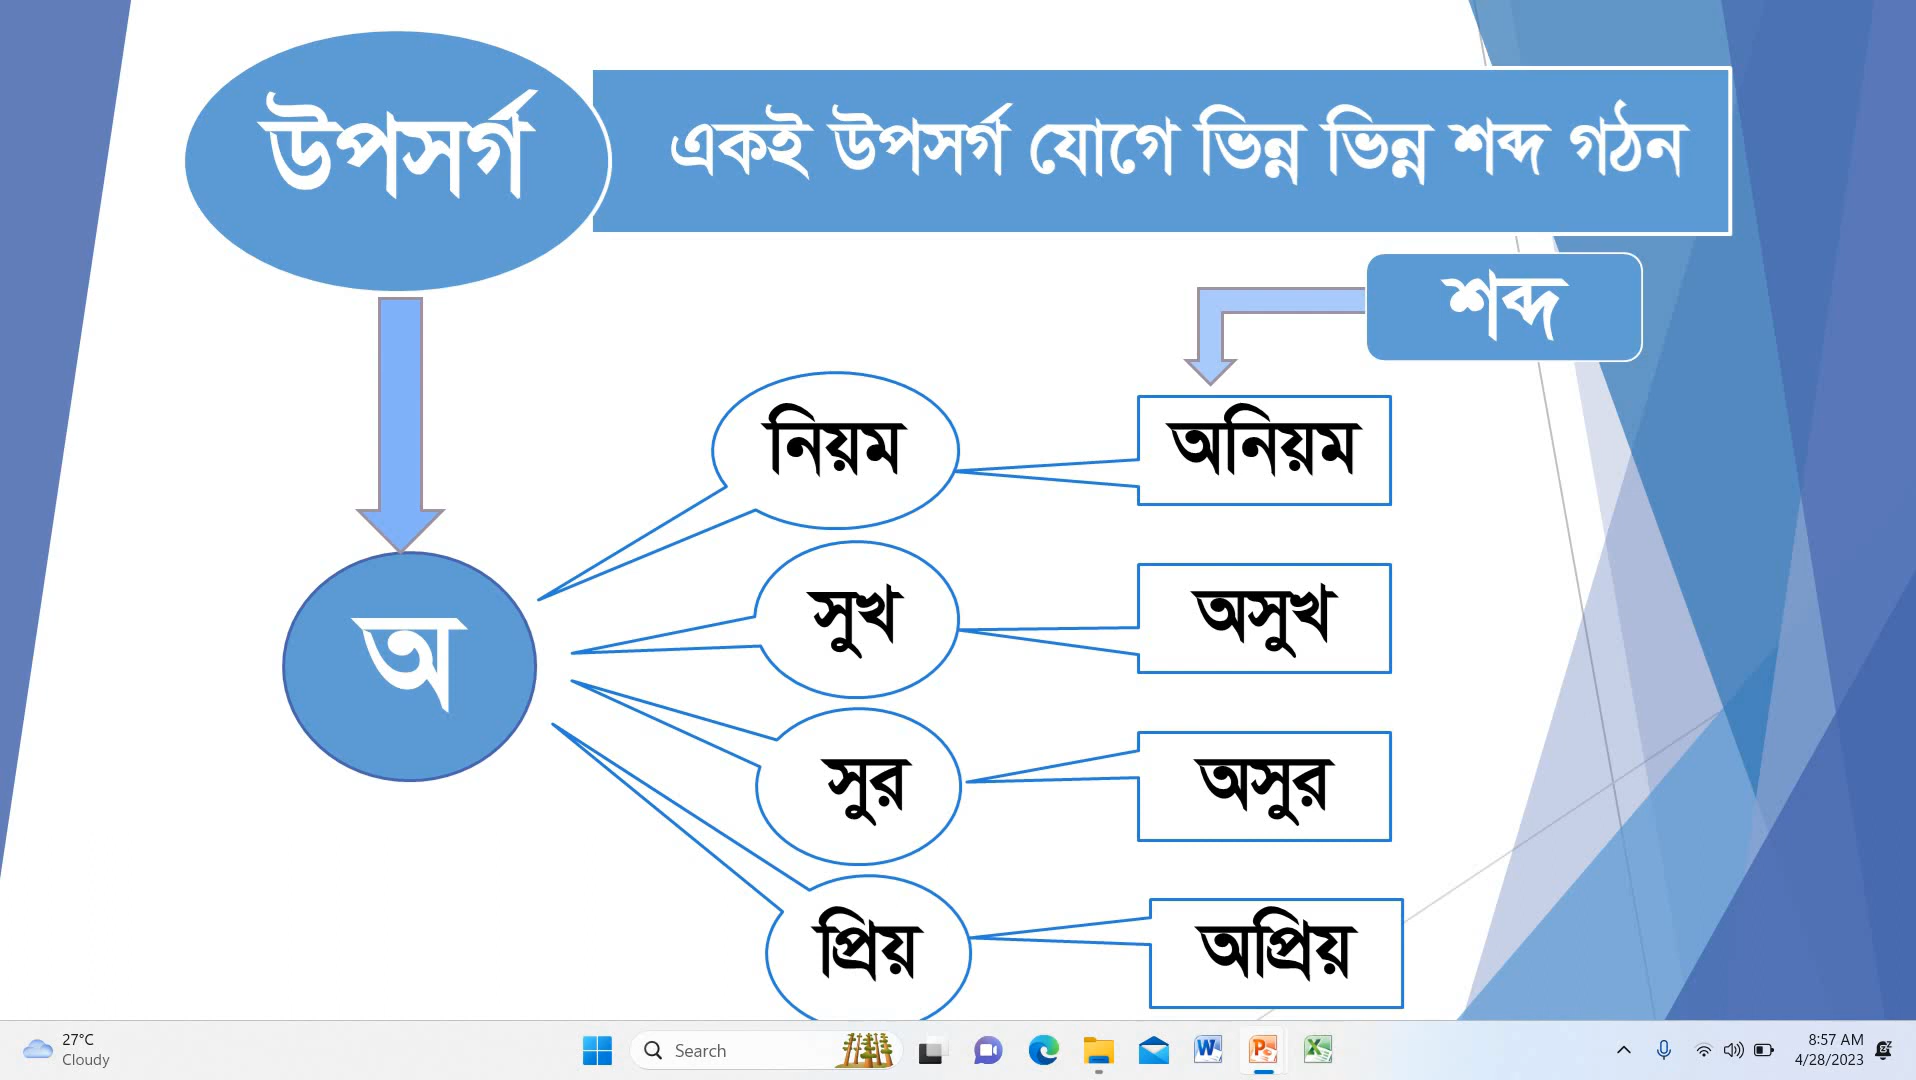 উপসর্গ
একই উপসর্গ যোগে ভিন্ন ভিন্ন শব্দ গঠন
শব্দ
অ
নিয়ম
অনিয়ম
সুখ
অসুখ
সুর
অসুর
প্রিয়
অপ্রিয়
27°C
Cloudy
Search
8:57 AM
4/28/2023